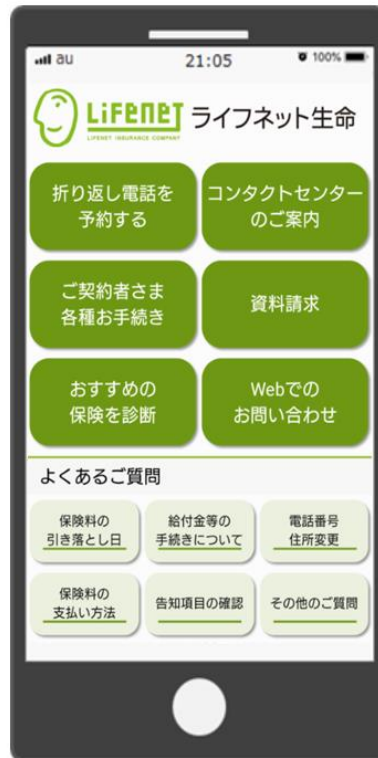 au 21:05 100%
LIFENET ライフネット生命
LIFENET INSURANCE COMPANY
折り返し電話を
予約する
コンタクトセンター
のご案内
ご契約者さま
各種お手続き
資料請求
おすすめの
保険を診断
Webでの
お問い合わせ
よくあるご質問
保険料の
引き落とし日
給付金等の
手続きについて
電話番号
住所変更
保険料の
支払い方法
告知項目の確認
その他のご質問